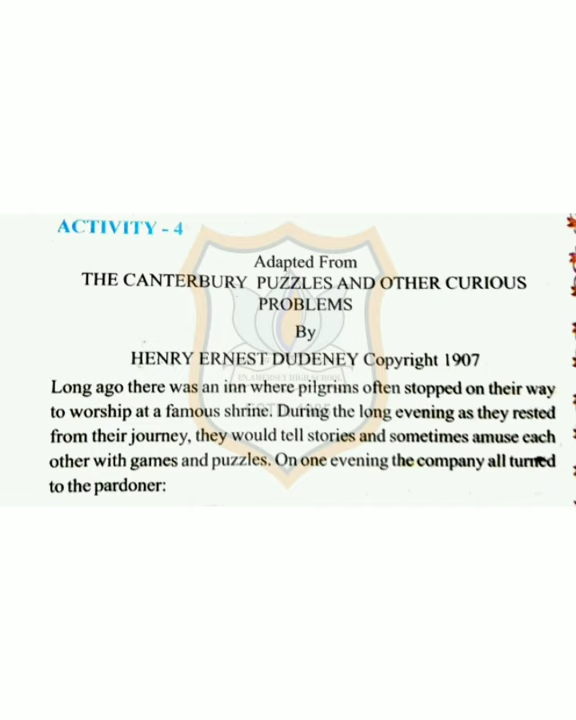 ACTIVITY - 4
Adapted From
THE CANTERBURY PUZZLES AND OTHER CURIOUS
PROBLEMS
By
HENRY ERNEST DUDENEY Copyright 1907
Long ago there was an inn where pilgrims often stopped on their way
to worship at a famous shrine. During the long evening as they rested
from their journey, they would tell stories and sometimes amuse each
other with games and puzzles. On one evening the company all turned
to the pardoner: